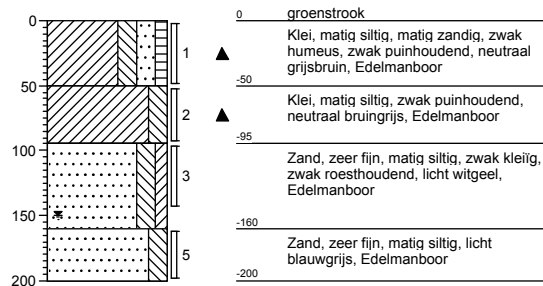 0
50
100
150
200
1
2
3
5
0
groenstrook
Klei, matig siltig, matig zandig, zwak
humeus, zwak puinhoudend, neutraal
grijsbruin, Edelmanboor
-50
Klei, matig siltig, zwak puinhoudend,
neutraal bruingrijs, Edelmanboor
-95
Zand, zeer fijn, matig siltig, zwak kleiïg,
zwak roesthoudend, licht witgeel,
Edelmanboor
-160
Zand, zeer fijn, matig siltig, licht
blauwgrijs, Edelmanboor
-200